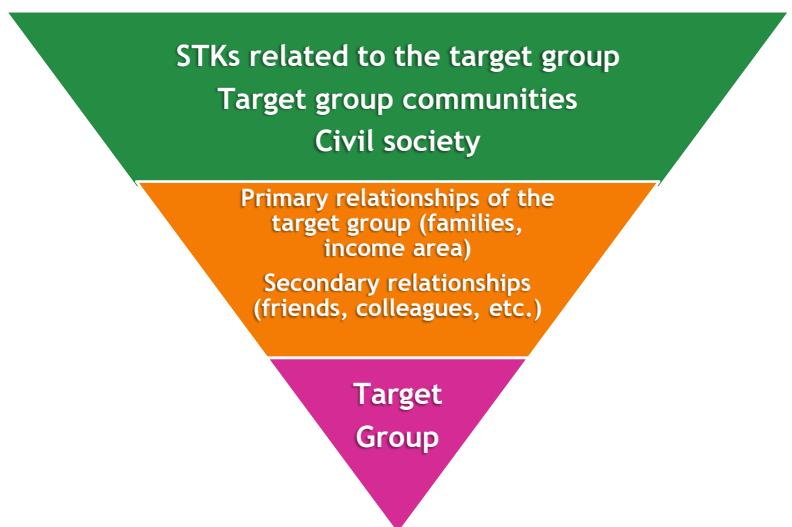 STKs related to the target group
Target group communities
Civil society
Primary relationships of the
target group (families,
income area)
Secondary relationships
(friends, colleagues, etc.)
Target
Group